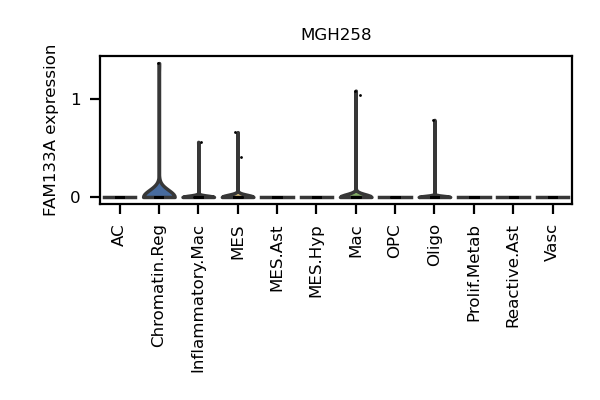 MGH258
FAM133A expression
1
0
AC
Chromatin.Reg
Inflammatory.Mac
MES
MES.Ast
MES.Hyp
Mac
OPC
Oligo
Prolif.Metab
Reactive.Ast
Vasc